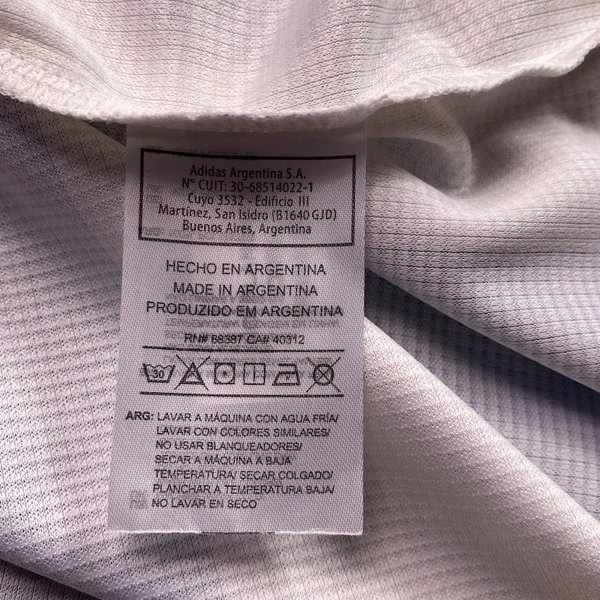 Adidas Argentina S.A.
N° CUIT: 30-68514022-1
Cuyo 3532 - Edificio III
Martínez, San Isidro (B1640 GJD)
Buenos Aires, Argentina
HECHO EN ARGENTINA
MADE IN ARGENTINA
PRODUZIDO EM ARGENTINA
RN# 88387 CA# 40312
30
ARG: LAVAR A MÁQUINA CON AGUA FRÍA/
LAVAR CON COLORES SIMILARES/
NO USAR BLANQUEADORES/
SECAR A MÁQUINA A BAJA
TEMPERATURA/ SECAR COLGADO/
PLANCHAR A TEMPERATURA BAJA/
NO LAVAR EN SECO